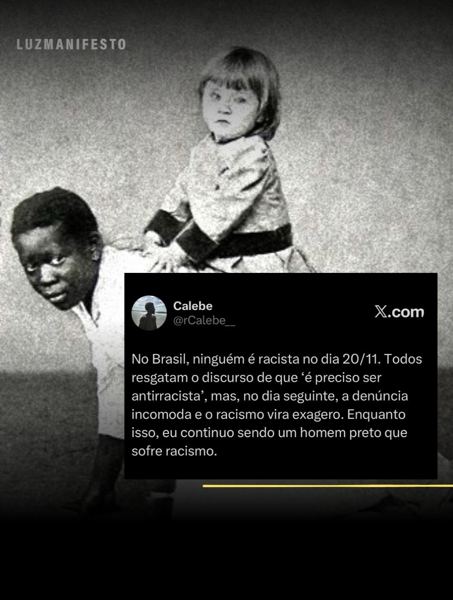 LUZMANIFESTO
Calebe
@rCalebe__
X.com
No Brasil, ninguém é racista no dia 20/11. Todos
resgatam o discurso de que ‘é preciso ser
antirracista’, mas, no dia seguinte, a denúncia
incomoda e o racismo vira exagero. Enquanto
isso, eu continuo sendo um homem preto que
sofre racismo.